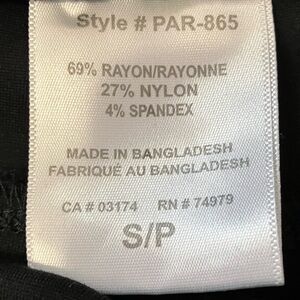 Style # PAR-865
69% RAYON/RAYONNE
27% NYLON
4% SPANDEX
MADE IN BANGLADESH
FABRIQUÉ AU BANGLADESH
CA # 03174 RN # 74979
S/P